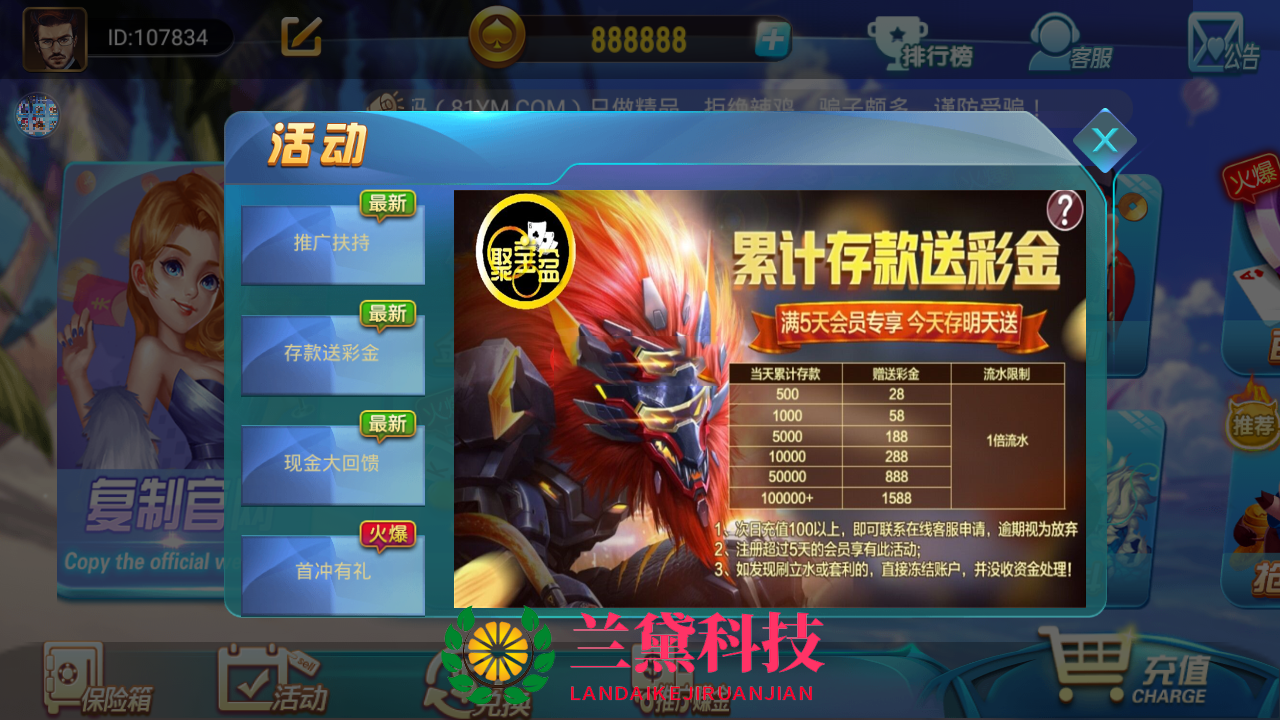 ID:107834
888888
排行榜
客服
公告
码（81YM.COM）只做精品，拒绝辣鸡，骗子颇多，谨防受骗！
活动
火爆
最新
推广扶持
最新
存款送彩金
最新
现金大回馈
火爆
首冲有礼
聚宝盆
?
累计存款送彩金
满5天会员专享 今天存明天送
当天累计存款 赠送彩金 流水限制
500 28
1000 58
5000 188
10000 288
50000 888
100000+ 1588
1倍流水
1、次日充值100以上，即可联系在线客服申请，逾期视为放弃
2、注册超过5天的会员享有此活动;
3、如发现刷立水或套利的，直接冻结账户，并没收资金处理!
复制官网
Copy the official we
推荐
兰黛科技
LANDAIKEJIRUANJIAN
保险箱
sell
活动
兑换
推广赚金
充值
CHARGE